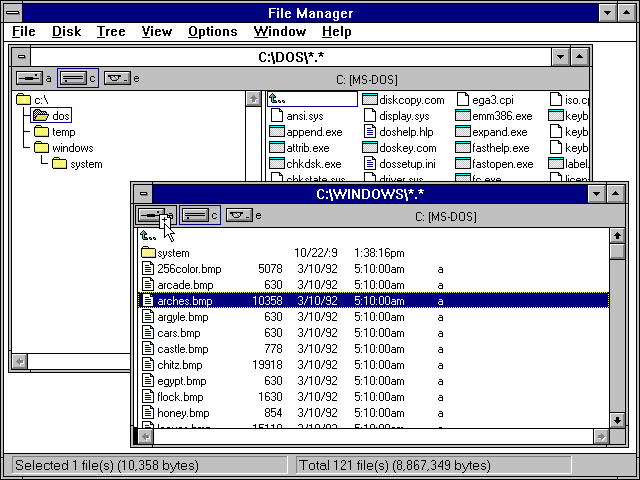 File Manager
File Disk Tree View Options Window Help
C:\DOS\*.*
a c e C: [MS-DOS]
c:\
dos
temp
windows
system
diskcopy.com ega3.cpi iso.cp
ansi.sys display.sys emm386.exe keyb
append.exe doshelp.hlp expand.exe keyb
attrib.exe doskey.com fasthelp.exe keyb
chkdsk.exe dossetup.ini fastopen.exe label.
chkstate.sys driver.sys fc.exe licen
C:\WINDOWS\*.*
a c e C: [MS-DOS]
system 10/22/:9 1:38:16pm
256color.bmp 5078 3/10/92 5:10:00am a
arcade.bmp 630 3/10/92 5:10:00am a
arches.bmp 10358 3/10/92 5:10:00am a
argyle.bmp 630 3/10/92 5:10:00am a
cars.bmp 630 3/10/92 5:10:00am a
castle.bmp 778 3/10/92 5:10:00am a
chitz.bmp 19918 3/10/92 5:10:00am a
egypt.bmp 630 3/10/92 5:10:00am a
flock.bmp 1630 3/10/92 5:10:00am a
honey.bmp 854 3/10/92 5:10:00am a
leaves.bmp 15118 3/10/92 5:10:00am a
Selected 1 file(s) (10,358 bytes) Total 121 file(s) (8,867,349 bytes)